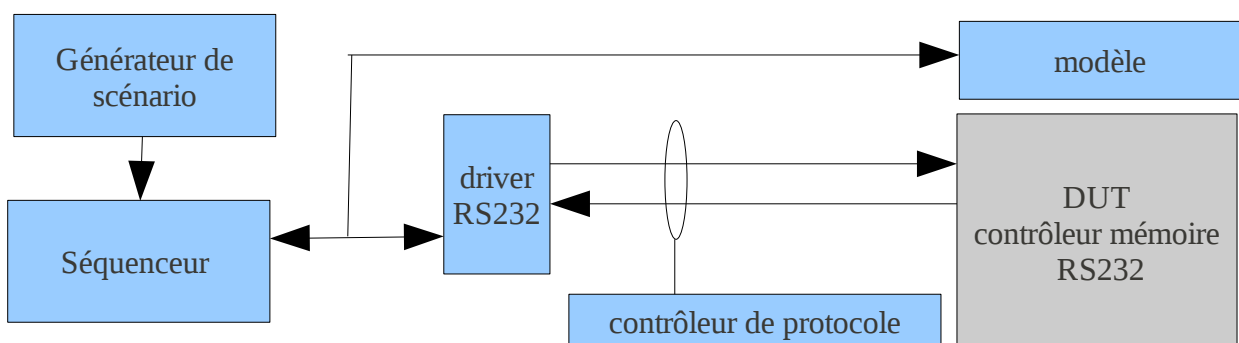 Générateur de
scénario
modèle
driver
RS232
DUT
contrôleur mémoire
RS232
Séquenceur
contrôleur de protocole